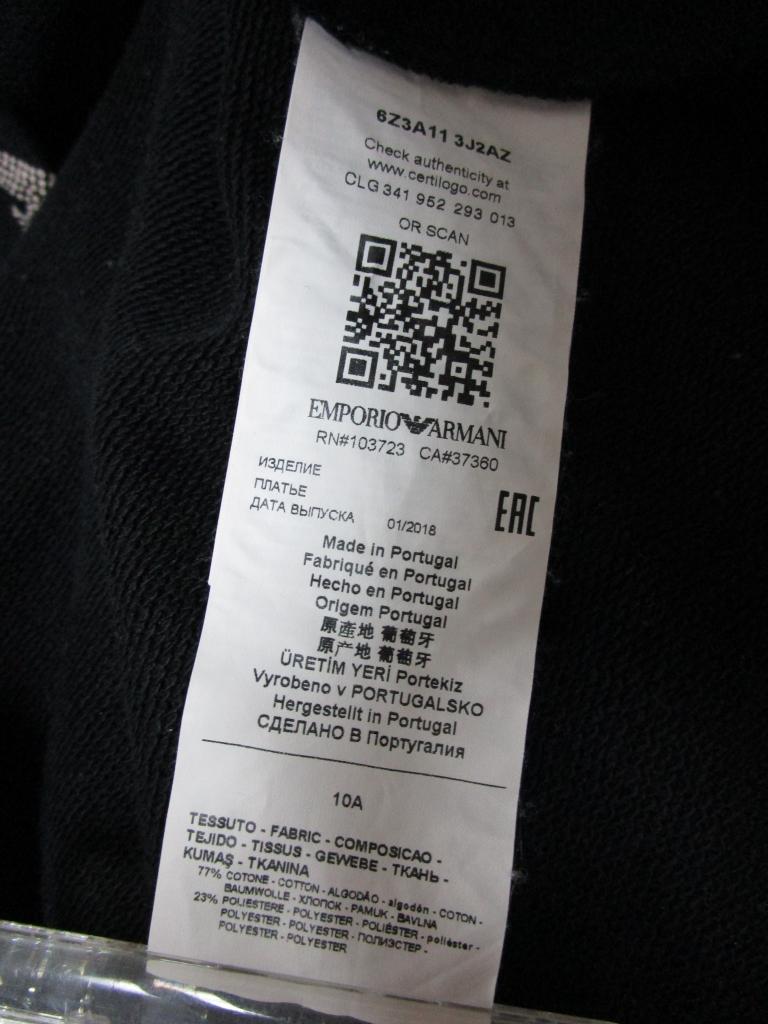 6Z3A11 3J2AZ
Check authenticity at
www.certilogo.com
CLG 341 952 293 013
OR SCAN
EMPORIO ARMANI
RN#103723 CA#37360
ИЗДЕЛИЕ
ПЛАТЬЕ
ДАТА ВЫПУСКА 01/2018
EAC
Made in Portugal
Fabriqué en Portugal
Hecho en Portugal
Origem Portugal
原產地 葡萄牙
原产地 葡萄牙
ÜRETİM YERİ Portekiz
Vyrobeno v PORTUGALSKO
Hergestellt in Portugal
СДЕЛАНО В Португалия
10A
TESSUTO - FABRIC - COMPOSICAO -
TEJIDO - TISSUS - GEWEBE - ТКАНЬ -
KUMAŞ - TKANINA
77% COTONE - COTTON - ALGODÃO - algodón - COTON -
BAUMWOLLE - ХЛОПОК - PAMUK - BAVLNA
23% POLIESTERE - POLYESTER - POLIÉSTER - poliéster -
POLYESTER - POLYESTER - ПОЛИЭСТЕР -
POLYESTER - POLYESTER